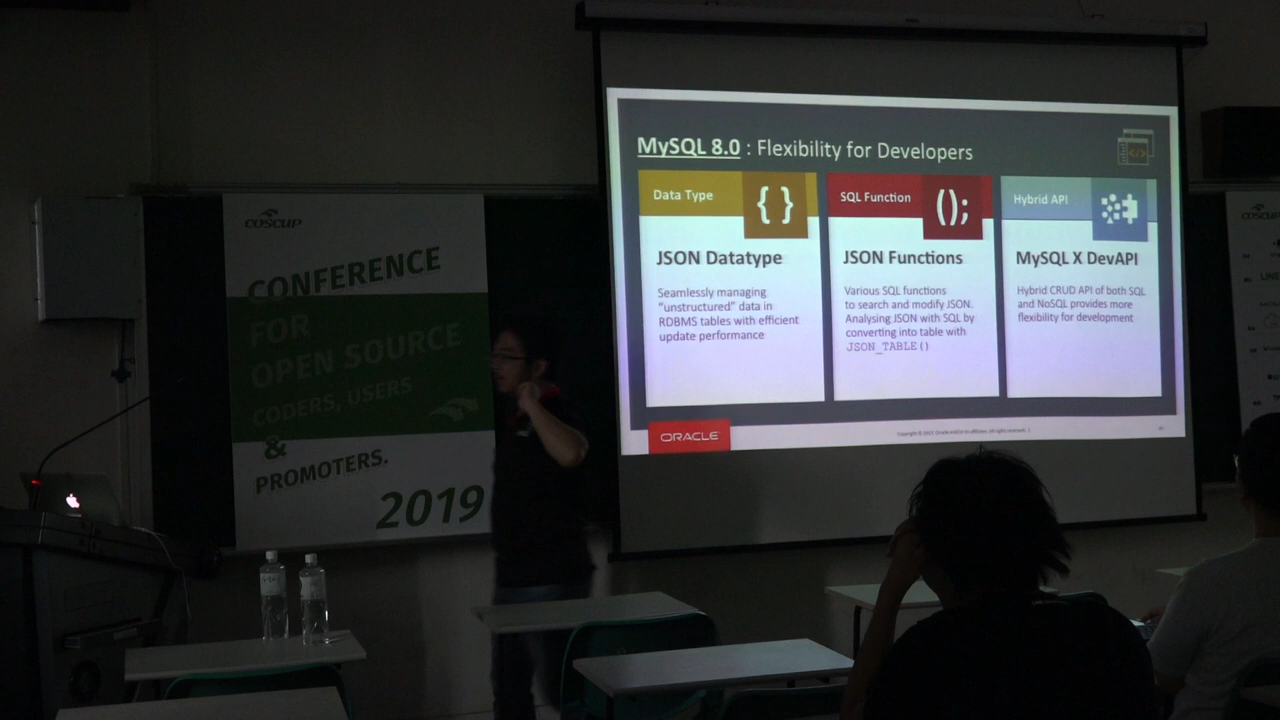 COSCUP
CONFERENCE
FOR
OPEN SOURCE
CODERS, USERS
&
PROMOTERS.
2019
MySQL 8.0 : Flexibility for Developers
Data Type
{ }
JSON Datatype
Seamlessly managing
"unstructured" data in
RDBMS tables with efficient
update performance
SQL Function
();
JSON Functions
Various SQL functions
to search and modify JSON.
Analysing JSON with SQL by
converting into table with
JSON_TABLE()
Hybrid API
</>
MySQL X DevAPI
Hybrid CRUD API of both SQL
and NoSQL provides more
flexibility for development
ORACLE
COSCUP